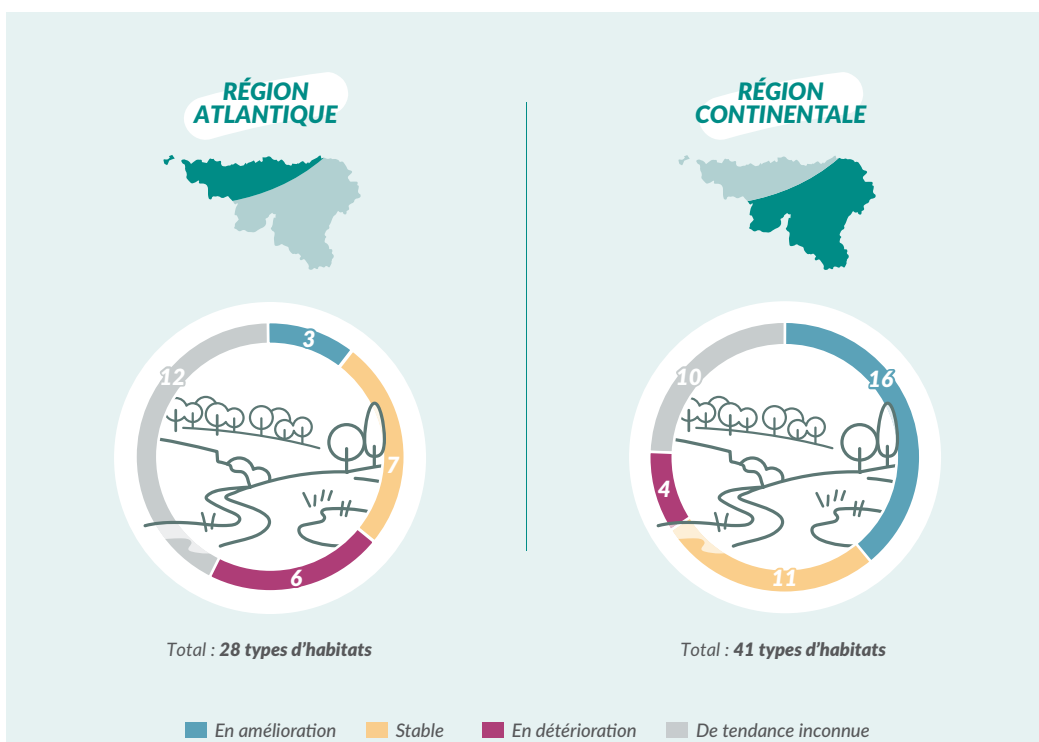 RÉGION
ATLANTIQUE
3
7
6
12
Total : 28 types d'habitats
RÉGION
CONTINENTALE
16
11
4
10
Total : 41 types d'habitats
En amélioration
Stable
En détérioration
De tendance inconnue